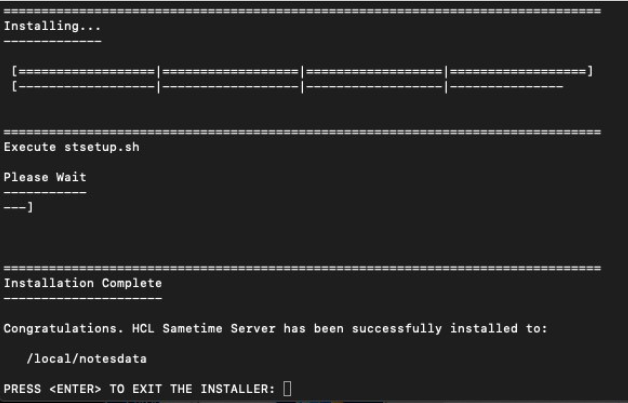 ===============================================================================
Installing...
-------------
[==================|==================|==================|==================]
[------------------|------------------|------------------|---------------
===============================================================================
Execute stsetup.sh
Please Wait
-----------
---]
===============================================================================
Installation Complete
---------------------
Congratulations. HCL Sametime Server has been successfully installed to:
/local/notesdata
PRESS <ENTER> TO EXIT THE INSTALLER: